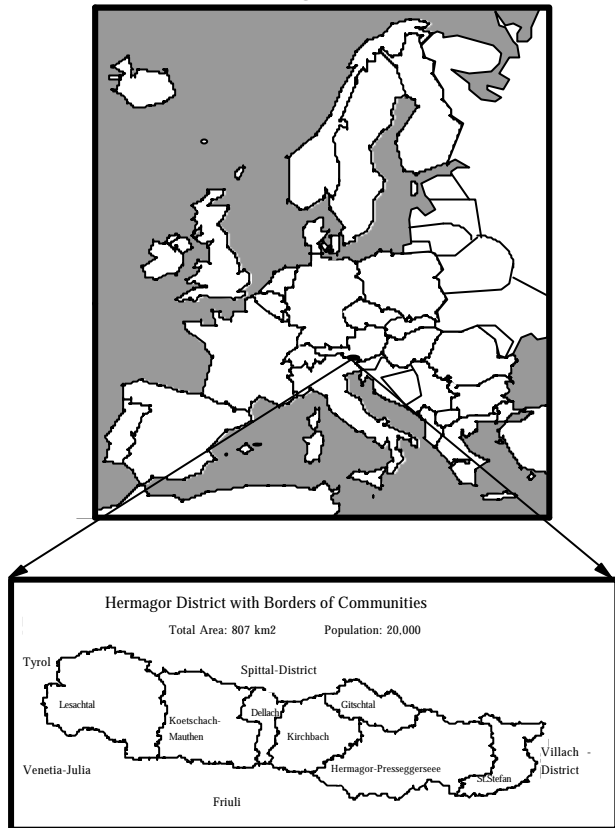 Hermagor District with Borders of Communities
Total Area: 807 km2 Population: 20,000
Tyrol
Spittal-District
Lesachtal
Koetschach-
Mauthen
Dellach
Gitschtal
Kirchbach
Hermagor-Presseggerseee
St.Stefan
Villach -
District
Venetia-Julia
Friuli